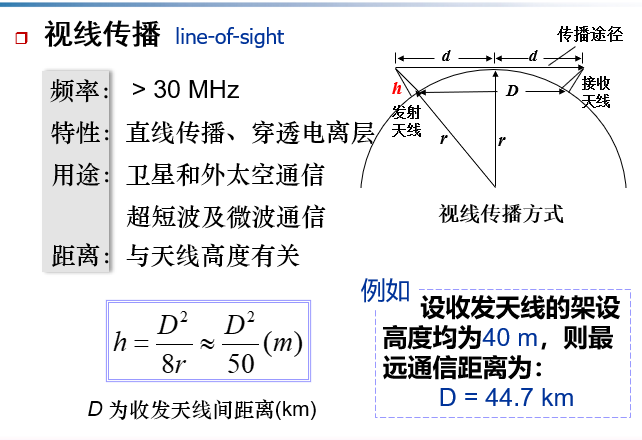 视线传播 line-of-sight
频率: > 30 MHz
特性: 直线传播、穿透电离层
用途: 卫星和外太空通信
超短波及微波通信
距离: 与天线高度有关
h = D²/8r ≈ D²/50 (m)
D 为收发天线间距离(km)
传播途径
d d
h D
发射
天线
接收
天线
r r
视线传播方式
例如
设收发天线的架设
高度均为40 m，则最
远通信距离为：
D = 44.7 km